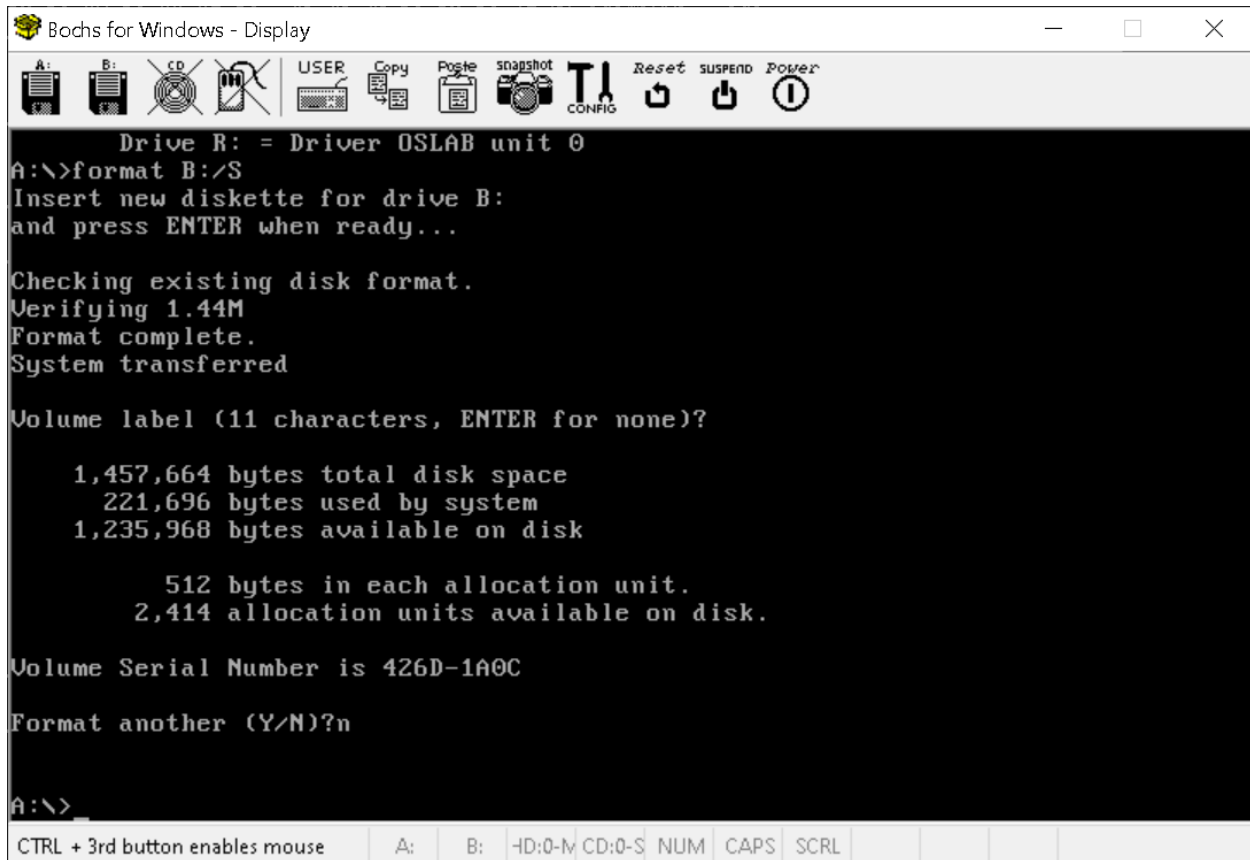 Bochs for Windows - Display
A: B: CD USER Copy Paste snapshot CONFIG Reset SUSPEND Power
Drive R: = Driver OSLAB unit 0
A:\>format B:/S
Insert new diskette for drive B:
and press ENTER when ready...
Checking existing disk format.
Verifying 1.44M
Format complete.
System transferred
Volume label (11 characters, ENTER for none)?
1,457,664 bytes total disk space
221,696 bytes used by system
1,235,968 bytes available on disk
512 bytes in each allocation unit.
2,414 allocation units available on disk.
Volume Serial Number is 426D-1A0C
Format another (Y/N)?n
A:\>_
CTRL + 3rd button enables mouse A: B: HD:0-M CD:0-S NUM CAPS SCRL